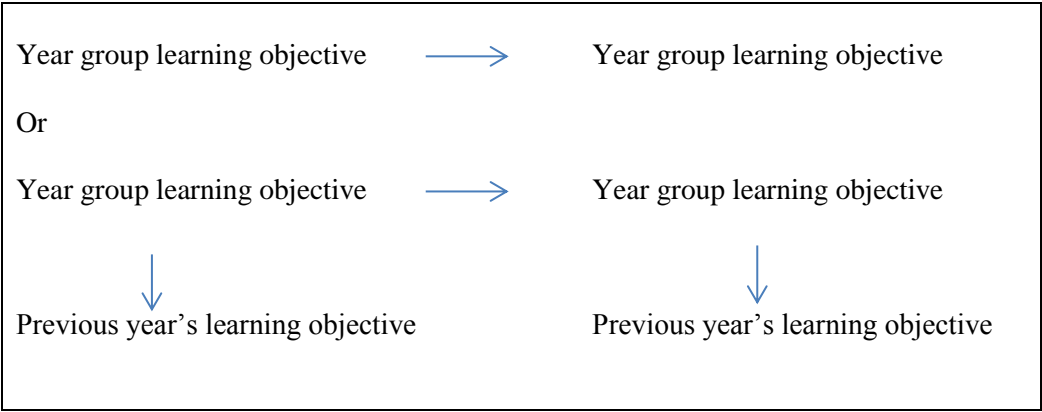 Year group learning objective Year group learning objective
Or
Year group learning objective Year group learning objective
Previous year’s learning objective Previous year’s learning objective